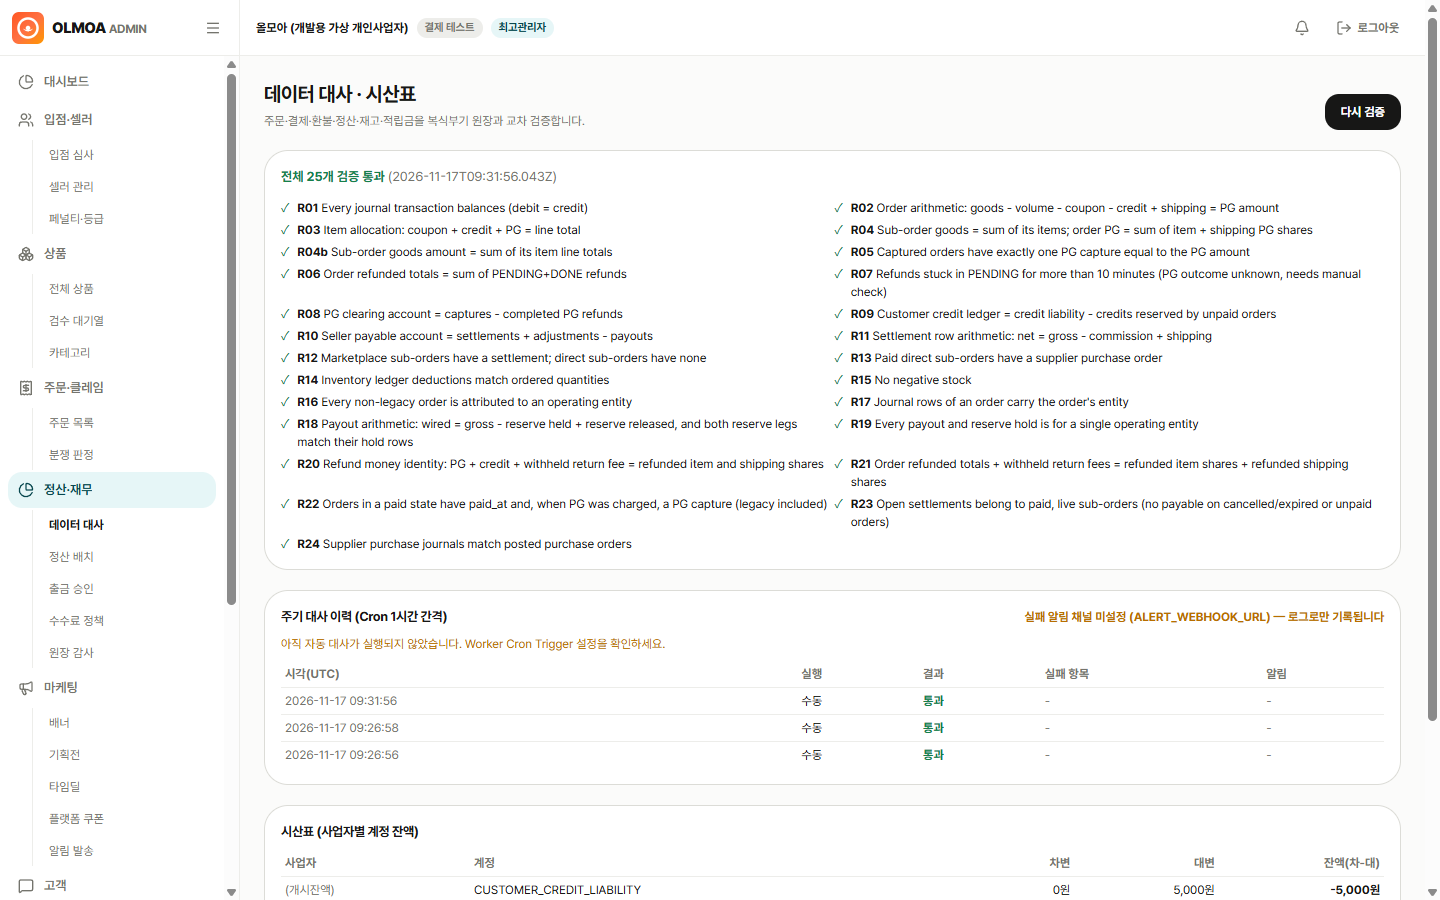 OLMOA ADMIN
올모아 (개발용 가상 개인사업자) 결제 테스트 최고관리자
로그아웃
대시보드
입점·셀러
입점 심사
셀러 관리
페널티·등급
상품
전체 상품
검수 대기열
카테고리
주문·클레임
주문 목록
분쟁 판정
정산·재무
데이터 대사
정산 배치
출금 승인
수수료 정책
원장 감사
마케팅
배너
기획전
타임딜
플랫폼 쿠폰
알림 발송
고객
데이터 대사 · 시산표
주문·결제·환불·정산·재고·적립금을 복식부기 원장과 교차 검증합니다.
다시 검증
전체 25개 검증 통과 (2026-11-17T09:31:56.043Z)
✓ R01 Every journal transaction balances (debit = credit)
✓ R02 Order arithmetic: goods - volume - coupon - credit + shipping = PG amount
✓ R03 Item allocation: coupon + credit + PG = line total
✓ R04 Sub-order goods = sum of its items; order PG = sum of item + shipping PG shares
✓ R04b Sub-order goods amount = sum of its item line totals
✓ R05 Captured orders have exactly one PG capture equal to the PG amount
✓ R06 Order refunded totals = sum of PENDING+DONE refunds
✓ R07 Refunds stuck in PENDING for more than 10 minutes (PG outcome unknown, needs manual
check)
✓ R08 PG clearing account = captures - completed PG refunds
✓ R09 Customer credit ledger = credit liability - credits reserved by unpaid orders
✓ R10 Seller payable account = settlements + adjustments - payouts
✓ R11 Settlement row arithmetic: net = gross - commission + shipping
✓ R12 Marketplace sub-orders have a settlement; direct sub-orders have none
✓ R13 Paid direct sub-orders have a supplier purchase order
✓ R14 Inventory ledger deductions match ordered quantities
✓ R15 No negative stock
✓ R16 Every non-legacy order is attributed to an operating entity
✓ R17 Journal rows of an order carry the order's entity
✓ R18 Payout arithmetic: wired = gross - reserve held + reserve released, and both reserve legs
match their hold rows
✓ R19 Every payout and reserve hold is for a single operating entity
✓ R20 Refund money identity: PG + credit + withheld return fee = refunded item and shipping shares
✓ R21 Order refunded totals + withheld return fees = refunded item shares + refunded shipping
shares
✓ R22 Orders in a paid state have paid_at and, when PG was charged, a PG capture (legacy included)
✓ R23 Open settlements belong to paid, live sub-orders (no payable on cancelled/expired or unpaid
orders)
✓ R24 Supplier purchase journals match posted purchase orders
주기 대사 이력 (Cron 1시간 간격)
실패 알림 채널 미설정 (ALERT_WEBHOOK_URL) — 로그로만 기록됩니다
아직 자동 대사가 실행되지 않았습니다. Worker Cron Trigger 설정을 확인하세요.
시각(UTC) 실행 결과 실패 항목 알림
2026-11-17 09:31:56 수동 통과 - -
2026-11-17 09:26:58 수동 통과 - -
2026-11-17 09:26:56 수동 통과 - -
시산표 (사업자별 계정 잔액)
사업자 계정 차변 대변 잔액(차-대)
(개시잔액) CUSTOMER_CREDIT_LIABILITY 0원 5,000원 -5,000원